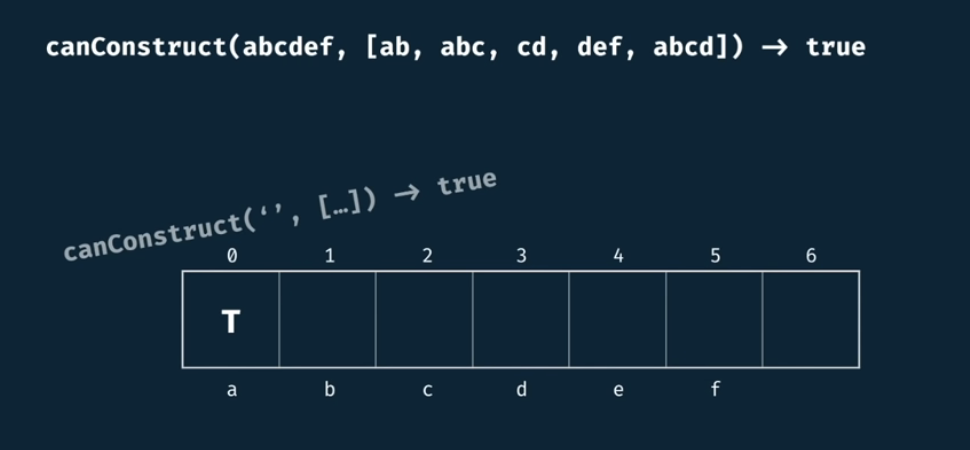 canConstruct(abcdef, [ab, abc, cd, def, abcd]) → true
canConstruct(‘’, […]) → true
0 1 2 3 4 5 6
T
a b c d e f